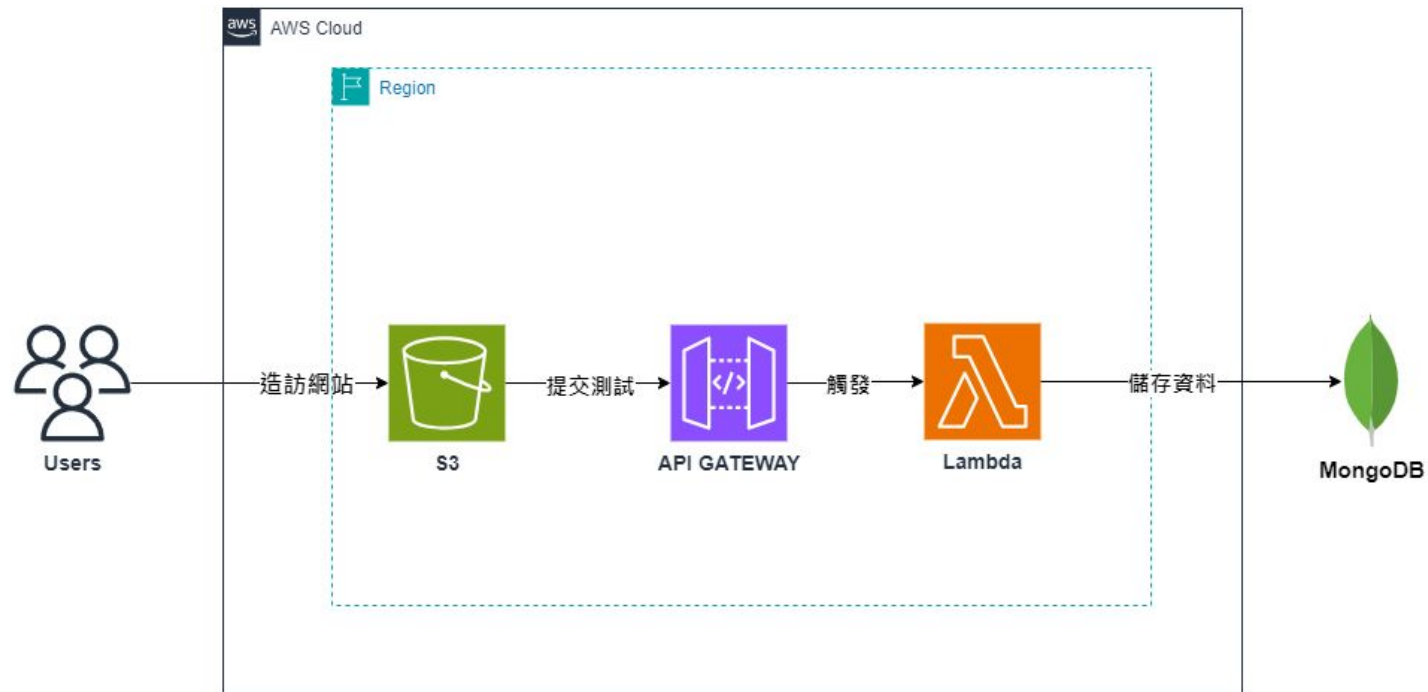 aws
AWS Cloud
Region
造訪網站
提交測試
觸發
儲存資料
Users
S3
API GATEWAY
Lambda
MongoDB